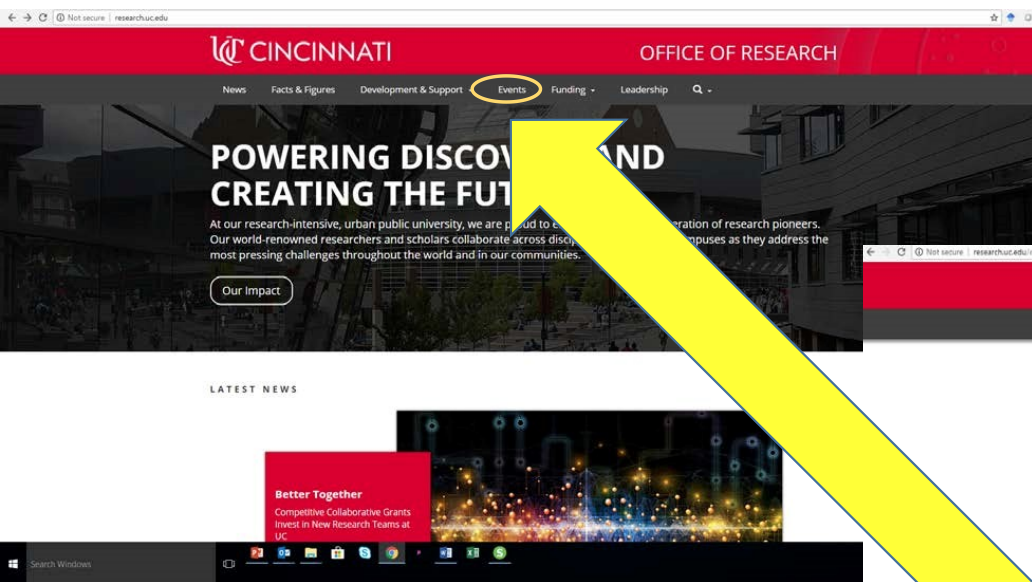 Not secure | research.uc.edu
UC CINCINNATI
OFFICE OF RESEARCH
News Facts & Figures Development & Support Events Funding Leadership
POWERING DISCOV AND
CREATING THE FUT
At our research-intensive, urban public university, we are p ud to e eration of research pioneers.
Our world-renowned researchers and scholars collaborate across discip mpuses as they address the
most pressing challenges throughout the world and in our communities.
Not secure | research.uc.edu/
Our Impact
LATEST NEWS
Better Together
Competitive Collaborative Grants
Invest in New Research Teams at
UC
Search Windows